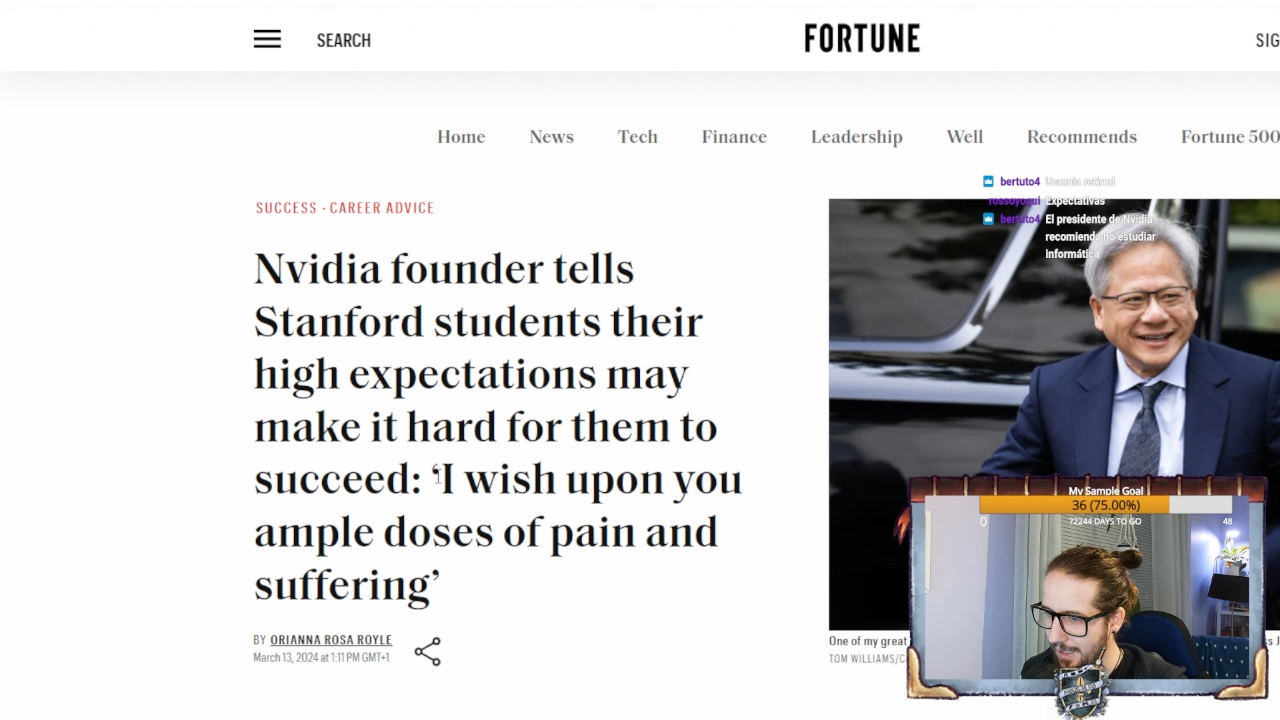 SEARCH
FORTUNE
SIG
Home News Tech Finance Leadership Well Recommends Fortune 500
SUCCESS · CAREER ADVICE
Nvidia founder tells
Stanford students their
high expectations may
make it hard for them to
succeed: ‘I wish upon you
ample doses of pain and
suffering’
BY ORIANNA ROSA ROYLE
March 13, 2024 at 1:11 PM GMT+1
bertuto4
Expectativas
bertuto4 El presidente de Nvidia
recomienda no estudiar
informática
My Sample Goal
36 (75.00%)
0 72244 DAYS TO GO 48
One of my great
ss J
TOM WILLIAMS/C